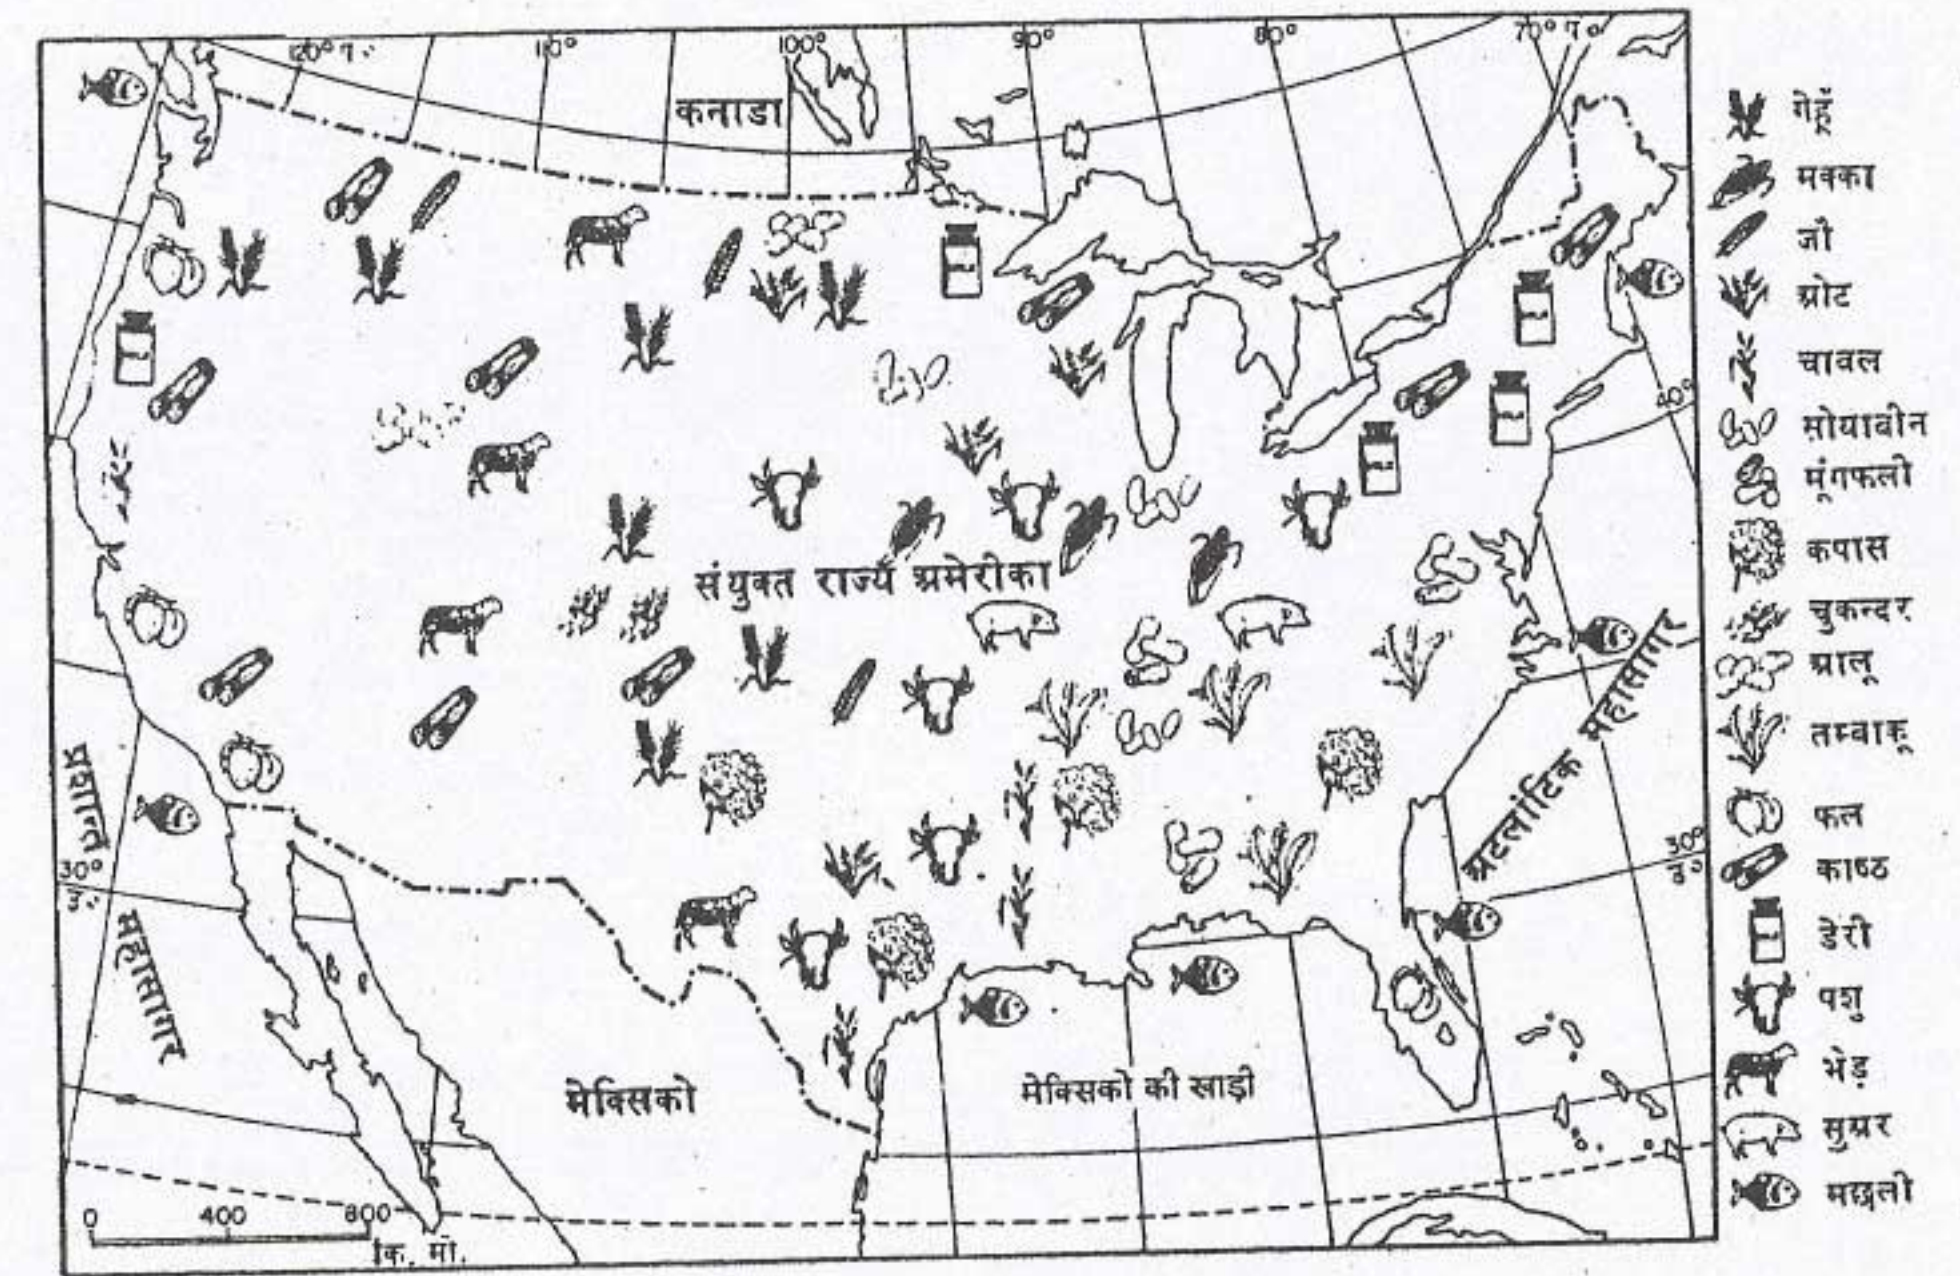 120° प॰
110°
100°
90°
80°
70° प॰
कनाडा
संयुक्त राज्य अमेरीका
40°
प्रशान्त
महासागर
30°
उ॰
अटलांटिक महासागर
30°
उ॰
मेक्सिको
मेक्सिको की खाड़ी
0 400 800
कि. मी.
गेहूँ
मक्का
जौ
ओट
चावल
सोयाबीन
मूंगफली
कपास
चुकन्दर
आलू
तम्बाकू
फल
काष्ठ
डेरी
पशु
भेड़
सुअर
मछली